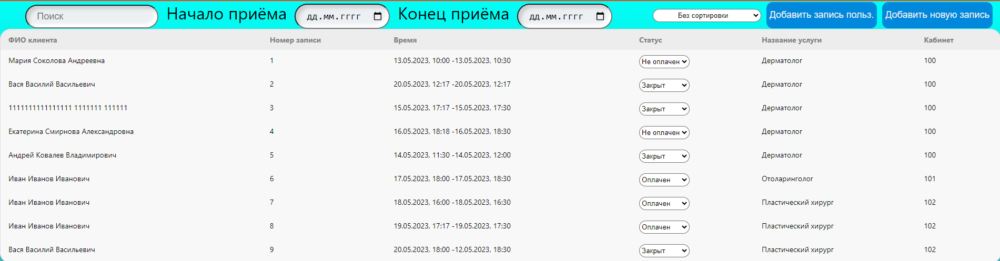 Поиск Начало приёма дд.мм.гггг Конец приёма дд.мм.гггг Без сортировки Добавить запись польз. Добавить новую запись
ФИО клиента Номер записи Время Статус Название услуги Кабинет
Мария Соколова Андреевна 1 13.05.2023, 10:00 -13.05.2023, 10:30 Не оплачен Дерматолог 100
Вася Василий Васильевич 2 20.05.2023, 12:17 -20.05.2023, 12:17 Закрыт Дерматолог 100
1111111111111111 1111111 111111 3 15.05.2023, 17:17 -15.05.2023, 17:30 Закрыт Дерматолог 100
Екатерина Смирнова Александровна 4 16.05.2023, 18:18 -16.05.2023, 18:30 Не оплачен Дерматолог 100
Андрей Ковалев Владимирович 5 14.05.2023, 11:30 -14.05.2023, 12:00 Закрыт Дерматолог 100
Иван Иванов Иванович 6 17.05.2023, 18:00 -17.05.2023, 18:30 Оплачен Отоларинголог 101
Иван Иванов Иванович 7 18.05.2023, 16:00 -18.05.2023, 16:30 Оплачен Пластический хирург 102
Иван Иванов Иванович 8 19.05.2023, 17:17 -19.05.2023, 17:30 Оплачен Пластический хирург 102
Вася Василий Васильевич 9 20.05.2023, 18:00 -12.05.2023, 18:30 Закрыт Пластический хирург 102